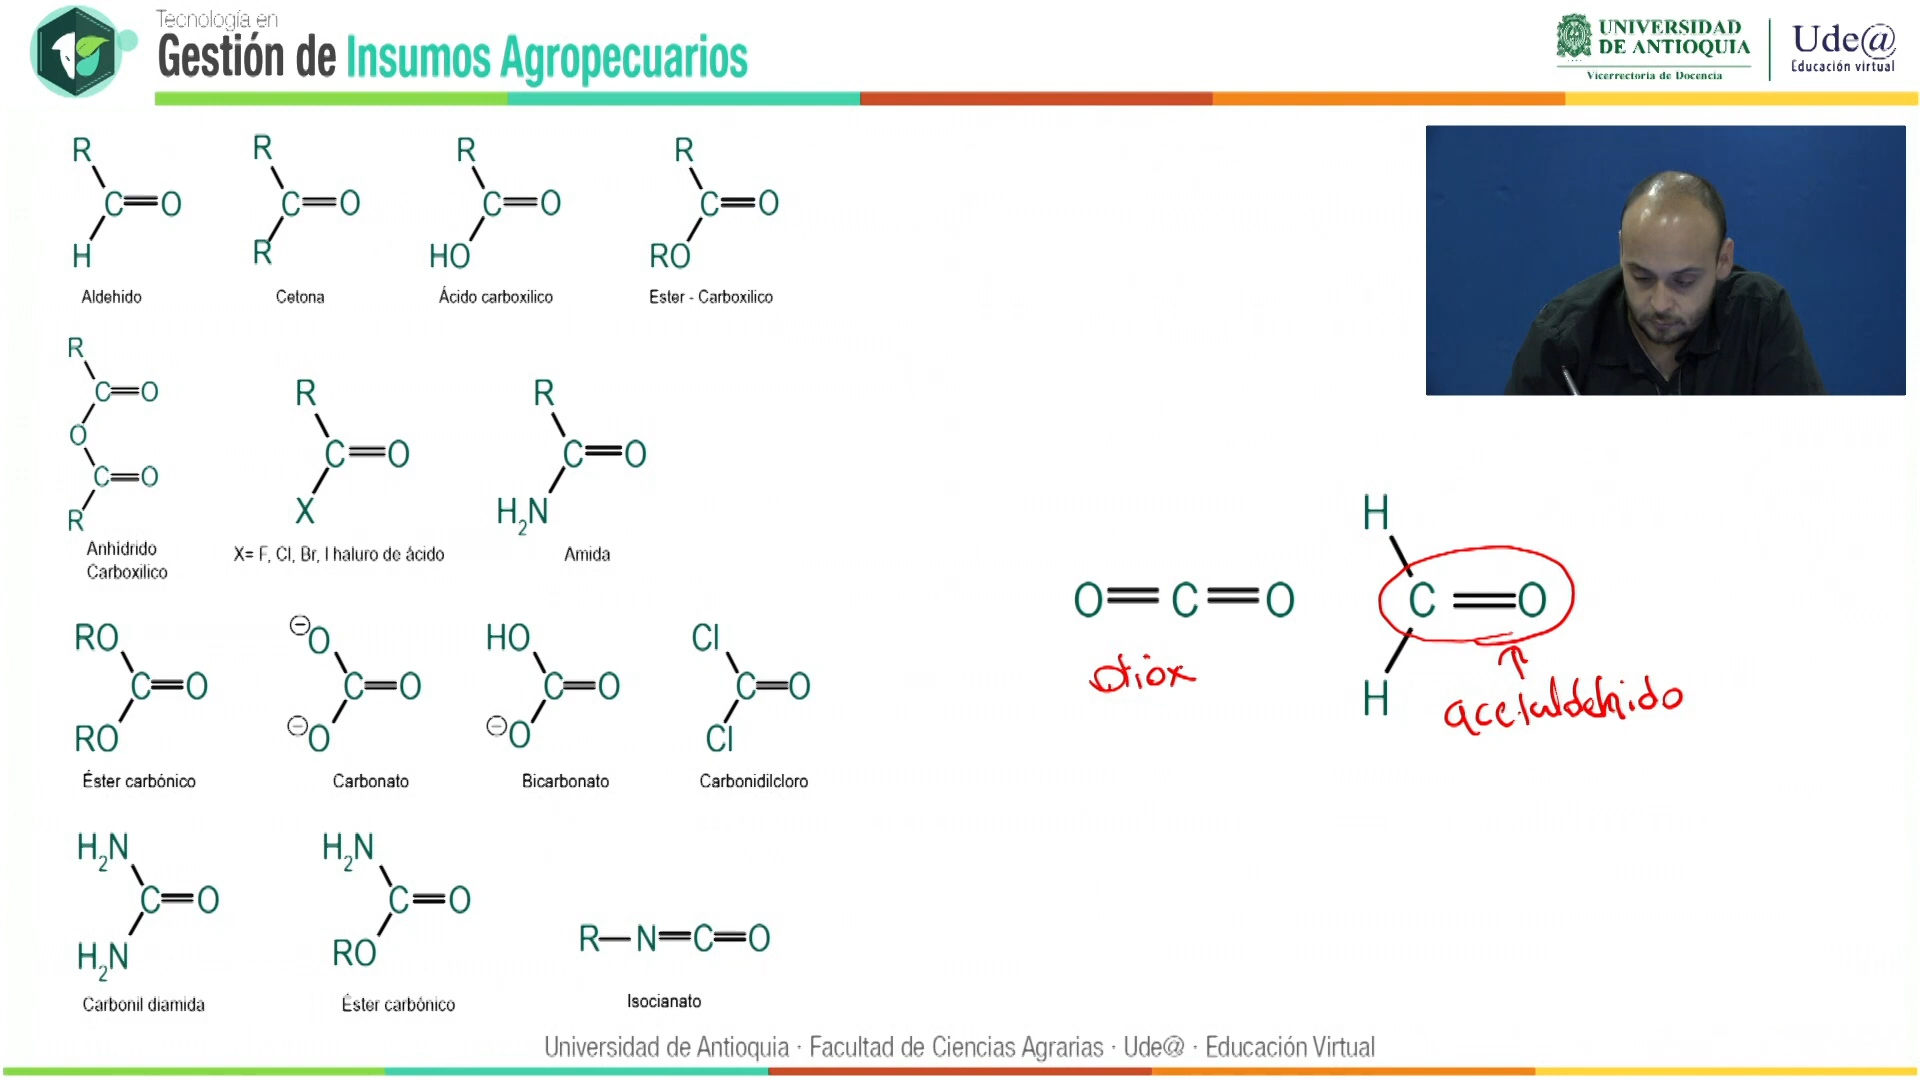 Tecnología en
Gestión de Insumos Agropecuarios
UNIVERSIDAD
DE ANTIOQUIA
Vicerrectoría de Docencia
Ude@
Educación virtual
R
C=O
H
Aldehido
R
C=O
R
Cetona
R
C=O
HO
Ácido carboxilico
R
C=O
RO
Ester - Carboxilico
R
C=O
O
C=O
R
Anhídrido
Carboxilico
R
C=O
X
X= F, Cl, Br, I haluro de ácido
R
C=O
H₂N
Amida
RO
C=O
RO
Éster carbónico
⊖O
C=O
⊖O
Carbonato
HO
C=O
⊖O
Bicarbonato
Cl
C=O
Cl
Carbonidilcloro
H₂N
C=O
H₂N
Carbonil diamida
H₂N
C=O
RO
Éster carbónico
R—N=C=O
Isocianato
O=C=O
diox
H
C=O
H
acetaldehido
Universidad de Antioquia · Facultad de Ciencias Agrarias · Ude@ · Educación Virtual